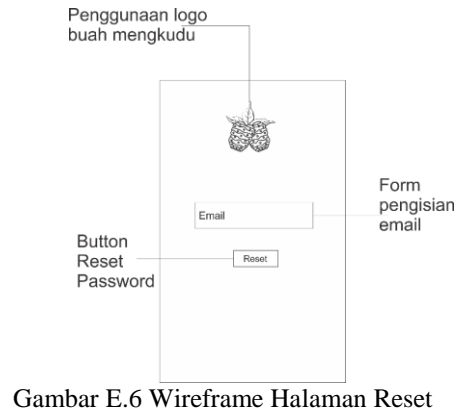 Penggunaan logo
buah mengkudu
Form
pengisian
email
Email
Button
Reset
Password
Reset
Gambar E.6 Wireframe Halaman Reset